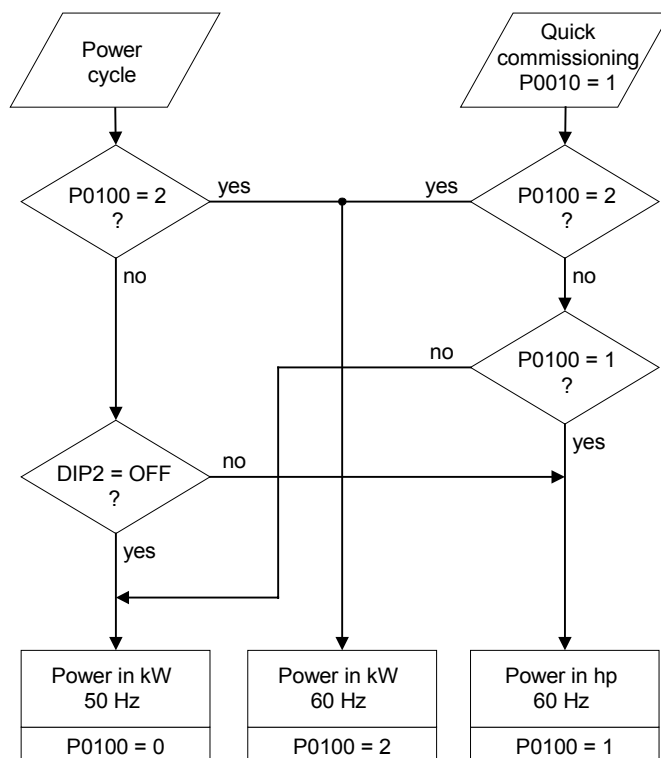 Power
cycle
Quick
commissioning
P0010 = 1
P0100 = 2
?
yes
yes
P0100 = 2
?
no
no
no
P0100 = 1
?
yes
DIP2 = OFF
?
no
yes
Power in kW
50 Hz
P0100 = 0
Power in kW
60 Hz
P0100 = 2
Power in hp
60 Hz
P0100 = 1